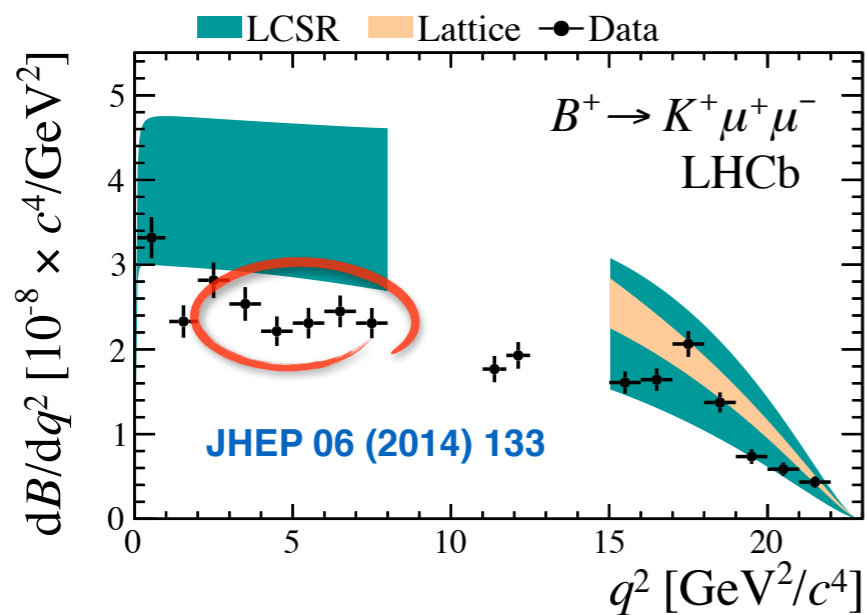 LCSR Lattice Data
B⁺ → K⁺μ⁺μ⁻
LHCb
dB/dq² [10⁻⁸ × c⁴/GeV²]
5
4
3
2
1
0
JHEP 06 (2014) 133
0 5 10 15 20
q² [GeV²/c⁴]